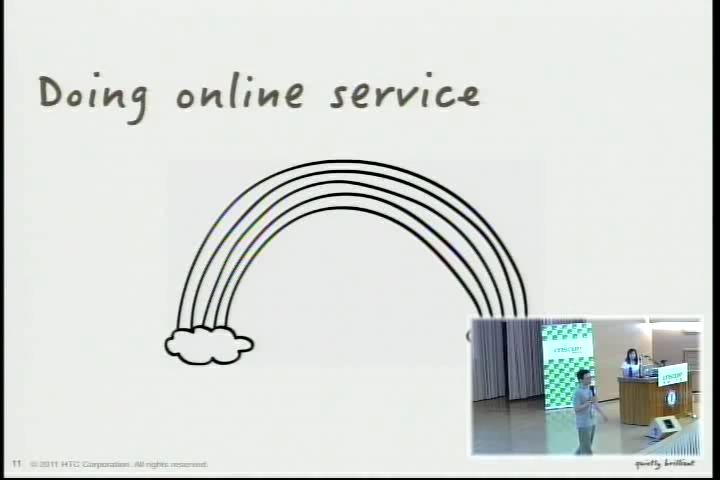 Doing online service
11 © 2011 HTC Corporation. All rights reserved.
quietly brilliant